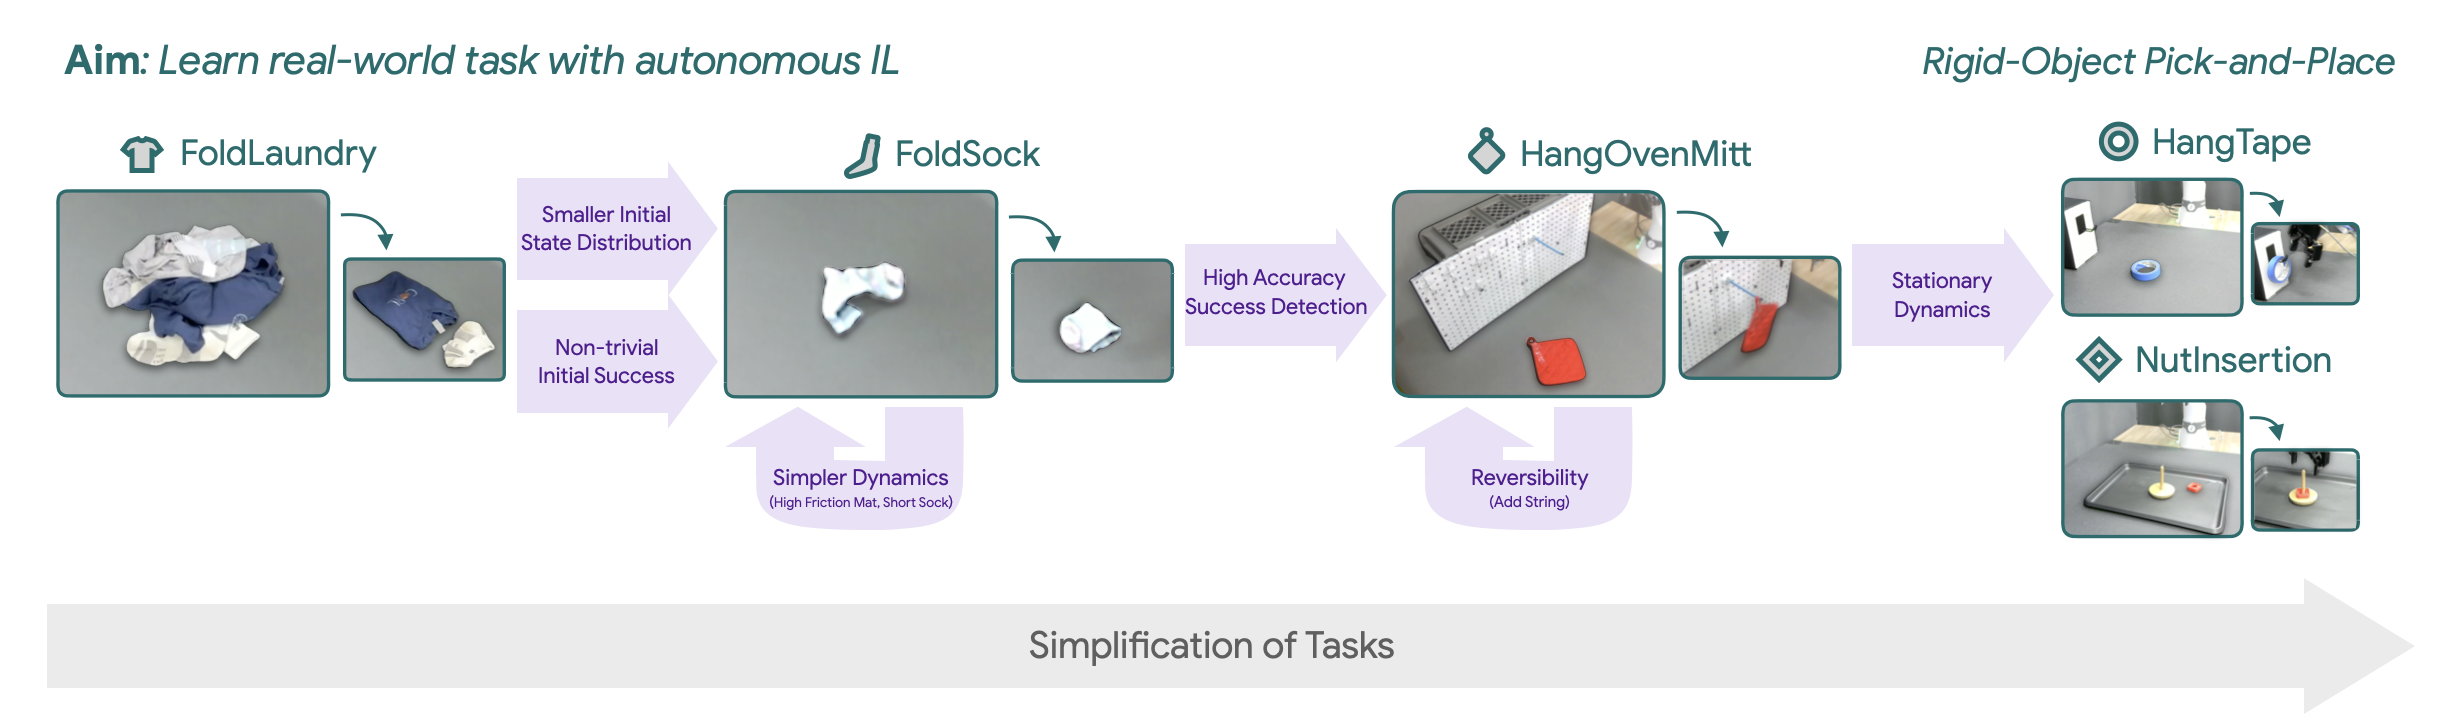 Aim: Learn real-world task with autonomous IL
Rigid-Object Pick-and-Place
FoldLaundry
Smaller Initial
State Distribution
Non-trivial
Initial Success
FoldSock
Simpler Dynamics
(High Friction Mat, Short Sock)
High Accuracy
Success Detection
HangOvenMitt
Reversibility
(Add String)
Stationary
Dynamics
HangTape
NutInsertion
Simplification of Tasks